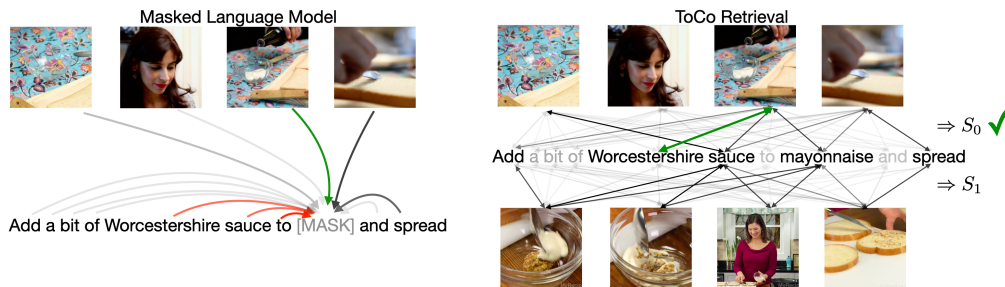 Masked Language Model
Add a bit of Worcestershire sauce to [MASK] and spread
ToCo Retrieval
⇒ S₀ ✓
Add a bit of Worcestershire sauce to mayonnaise and spread
⇒ S₁